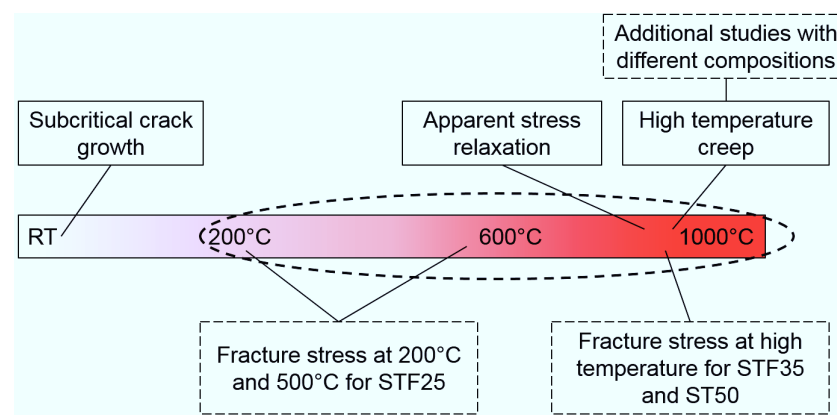 Additional studies with
different compositions
Subcritical crack
growth
Apparent stress
relaxation
High temperature
creep
RT
200°C
600°C
1000°C
Fracture stress at 200°C
and 500°C for STF25
Fracture stress at high
temperature for STF35
and ST50